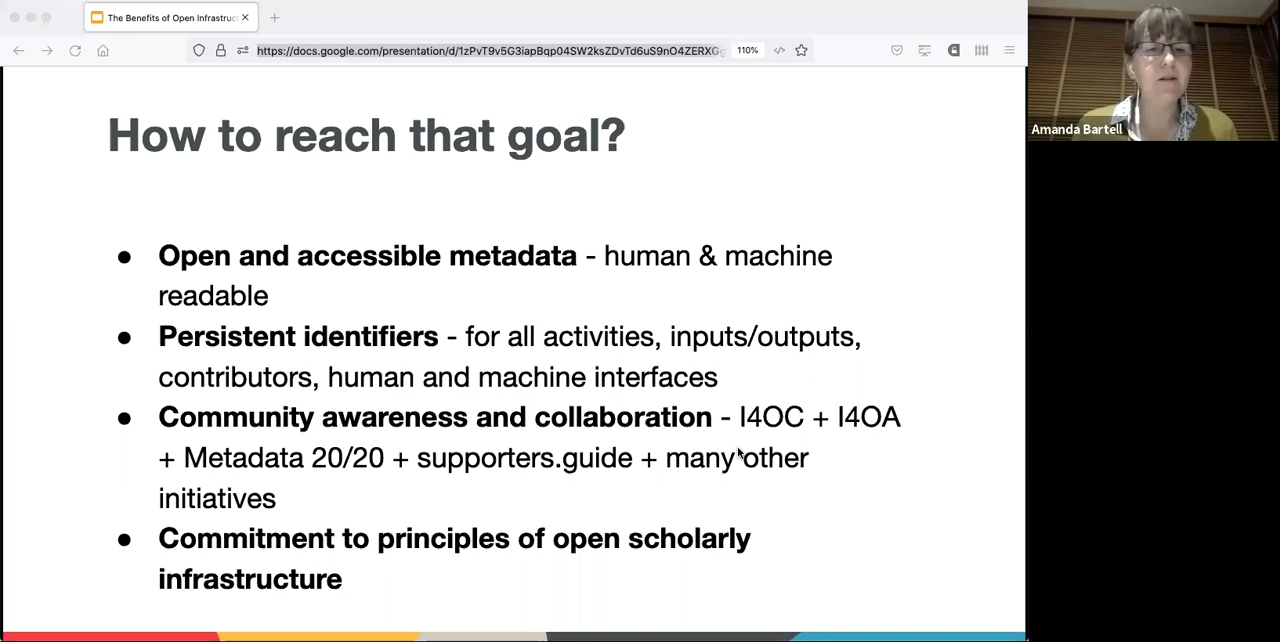 The Benefits of Open Infrastruc
https://docs.google.com/presentation/d/1zPvT9v5G3iapBqp04SW2ksZDvTd6uS9nO4ZERXG
110%
Amanda Bartell
How to reach that goal?
● Open and accessible metadata - human & machine
readable
● Persistent identifiers - for all activities, inputs/outputs,
contributors, human and machine interfaces
● Community awareness and collaboration - I4OC + I4OA
+ Metadata 20/20 + supporters.guide + many other
initiatives
● Commitment to principles of open scholarly
infrastructure